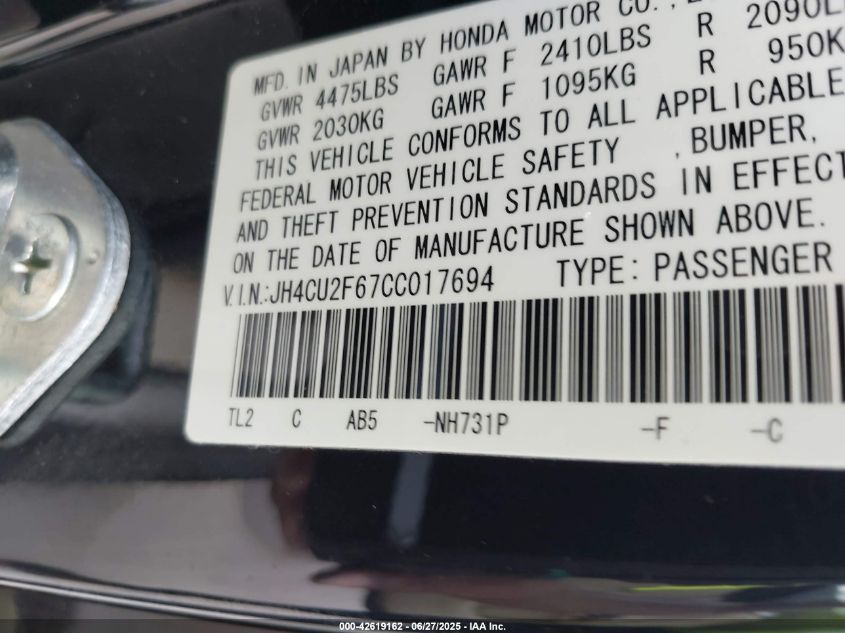 MFD. IN JAPAN BY HONDA MOTOR CO.,
GVWR 4475LBS GAWR F 2410LBS R 2090L
GVWR 2030KG GAWR F 1095KG R 950K
THIS VEHICLE CONFORMS TO ALL APPLICABLE
FEDERAL MOTOR VEHICLE SAFETY ,BUMPER,
AND THEFT PREVENTION STANDARDS IN EFFECT
ON THE DATE OF MANUFACTURE SHOWN ABOVE.
V.I.N.:JH4CU2F67CC017694 TYPE: PASSENGER
TL2 C AB5 -NH731P -F -C
000-42619162 - 06/27/2025 - IAA Inc.